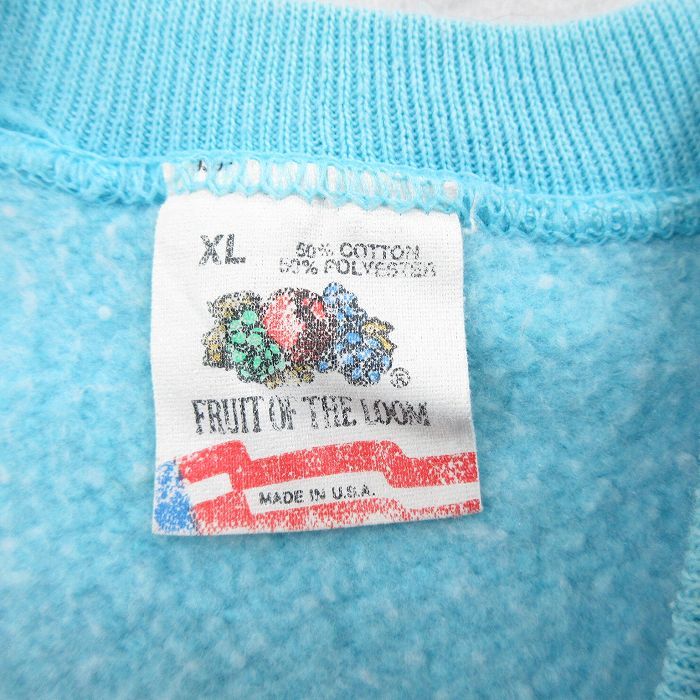 XL
50% COTTON
50% POLYESTER
®
FRUIT OF THE LOOM
MADE IN U.S.A.